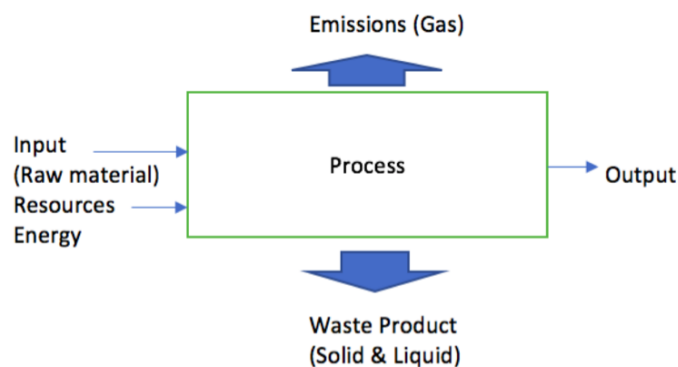 Emissions (Gas)
Input
(Raw material)
Resources
Energy
Process
Output
Waste Product
(Solid & Liquid)